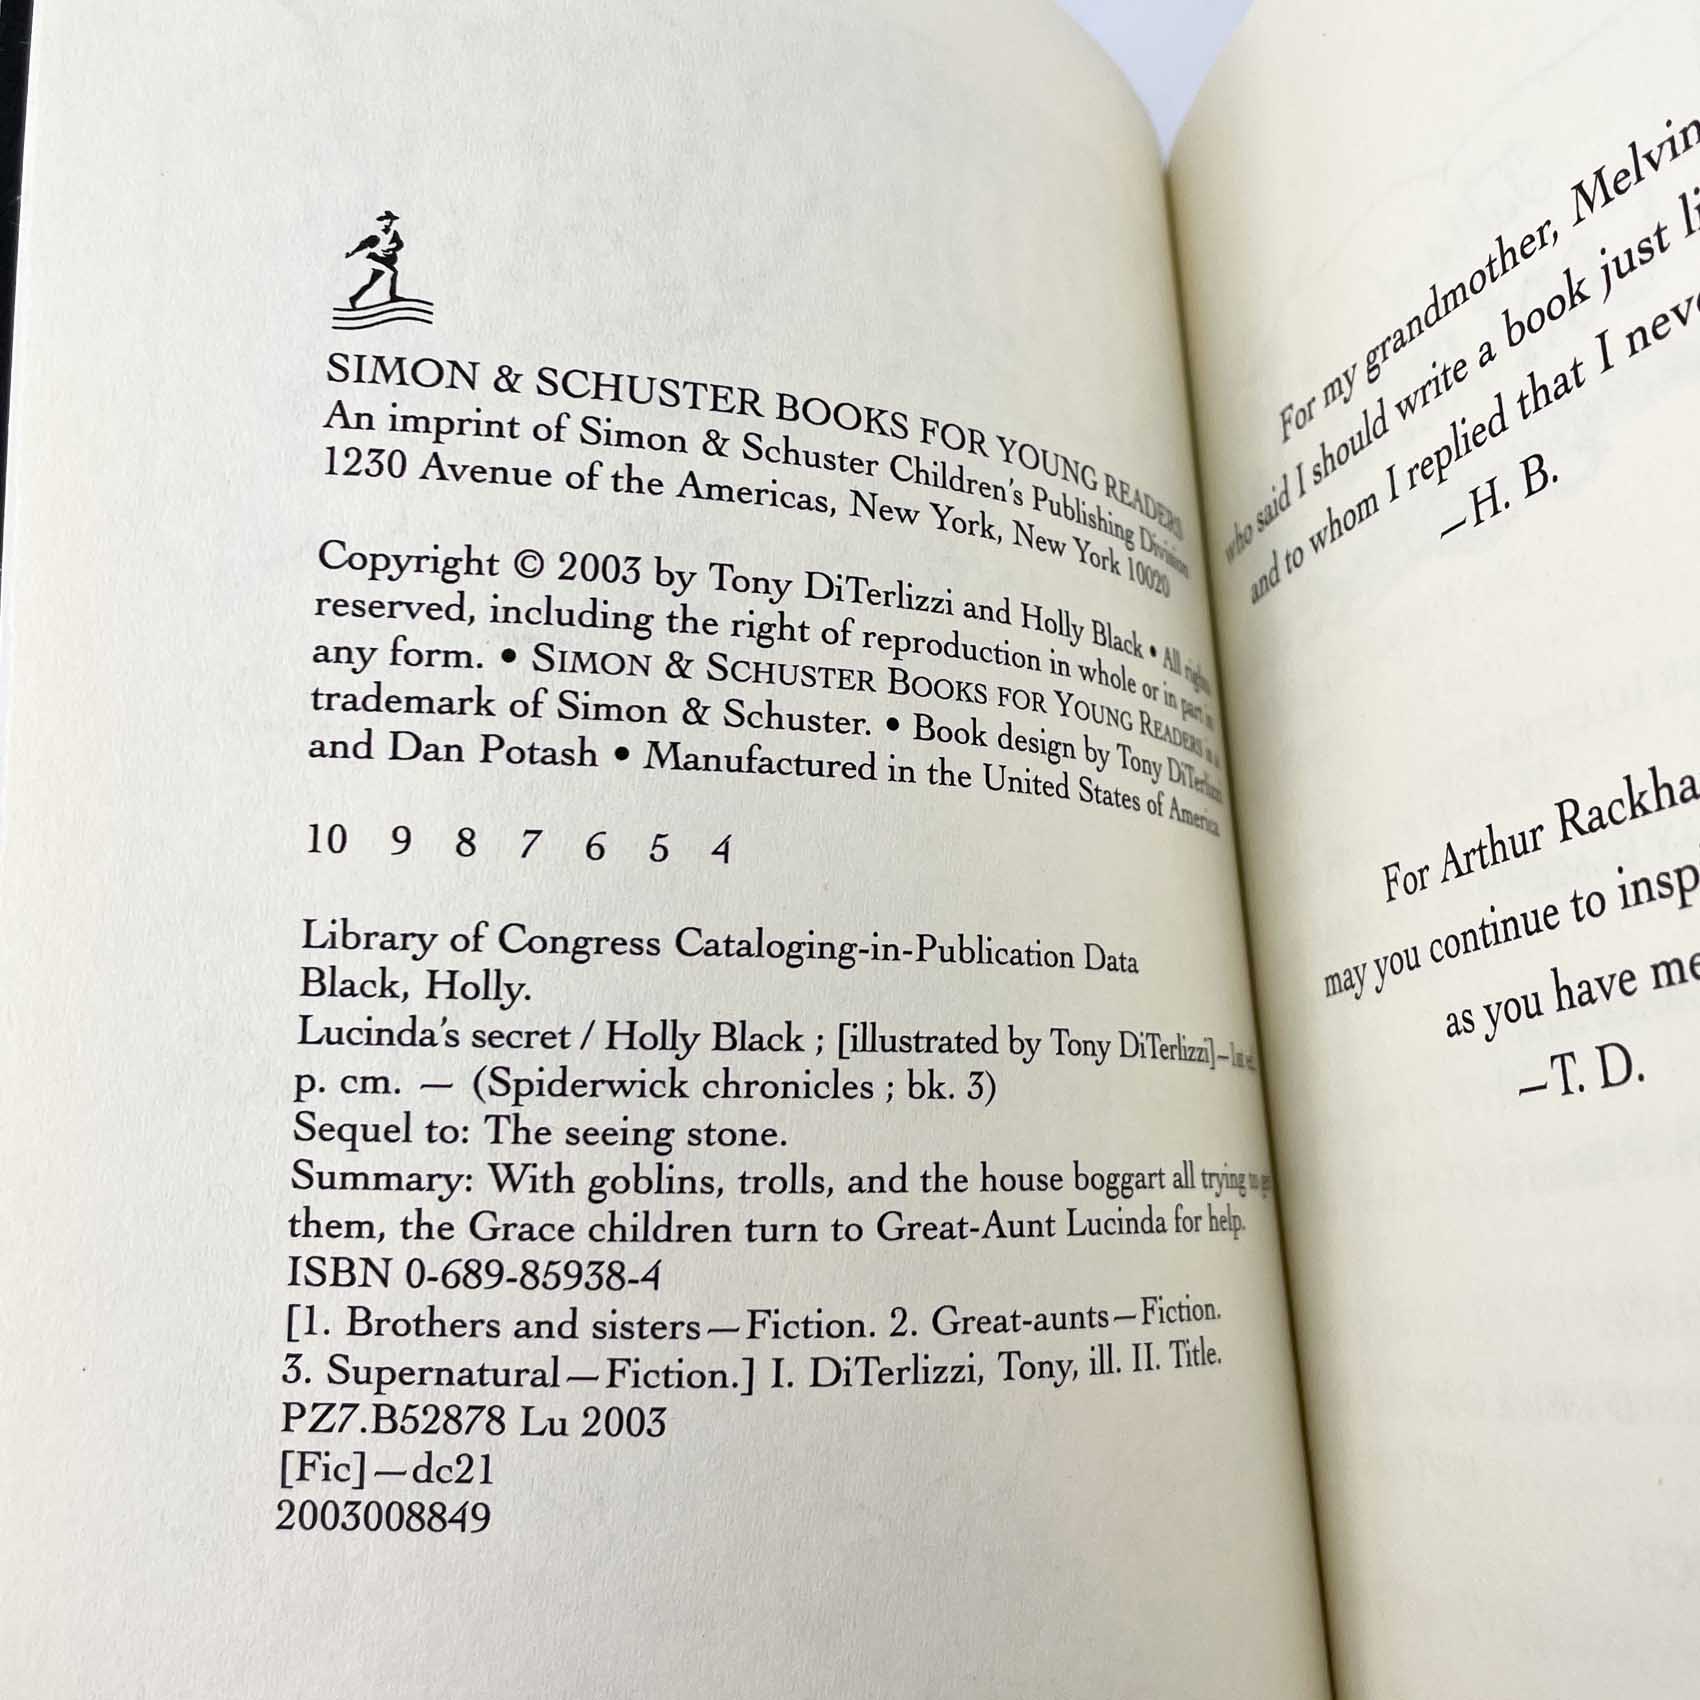 SIMON & SCHUSTER BOOKS FOR YOUNG READERS
An imprint of Simon & Schuster Children's Publishing Division
1230 Avenue of the Americas, New York, New York 10020
Copyright © 2003 by Tony DiTerlizzi and Holly Black • All rights
reserved, including the right of reproduction in whole or in part in
any form. • SIMON & SCHUSTER BOOKS FOR YOUNG READERS is a
trademark of Simon & Schuster. • Book design by Tony DiTerlizzi
and Dan Potash • Manufactured in the United States of America
10 9 8 7 6 5 4
Library of Congress Cataloging-in-Publication Data
Black, Holly.
Lucinda's secret / Holly Black ; [illustrated by Tony DiTerlizzi]—1st ed.
p. cm. — (Spiderwick chronicles ; bk. 3)
Sequel to: The seeing stone.
Summary: With goblins, trolls, and the house boggart all trying to
them, the Grace children turn to Great-Aunt Lucinda for help.
ISBN 0-689-85938-4
[1. Brothers and sisters—Fiction. 2. Great-aunts—Fiction.
3. Supernatural—Fiction.] I. DiTerlizzi, Tony, ill. II. Title.
PZ7.B52878 Lu 2003
[Fic]—dc21
2003008849
For my grandmother, Melvin
who said I should write a book just li
and to whom I replied that I neve
—H. B.
For Arthur Rackha
may you continue to insp
as you have me
—T. D.